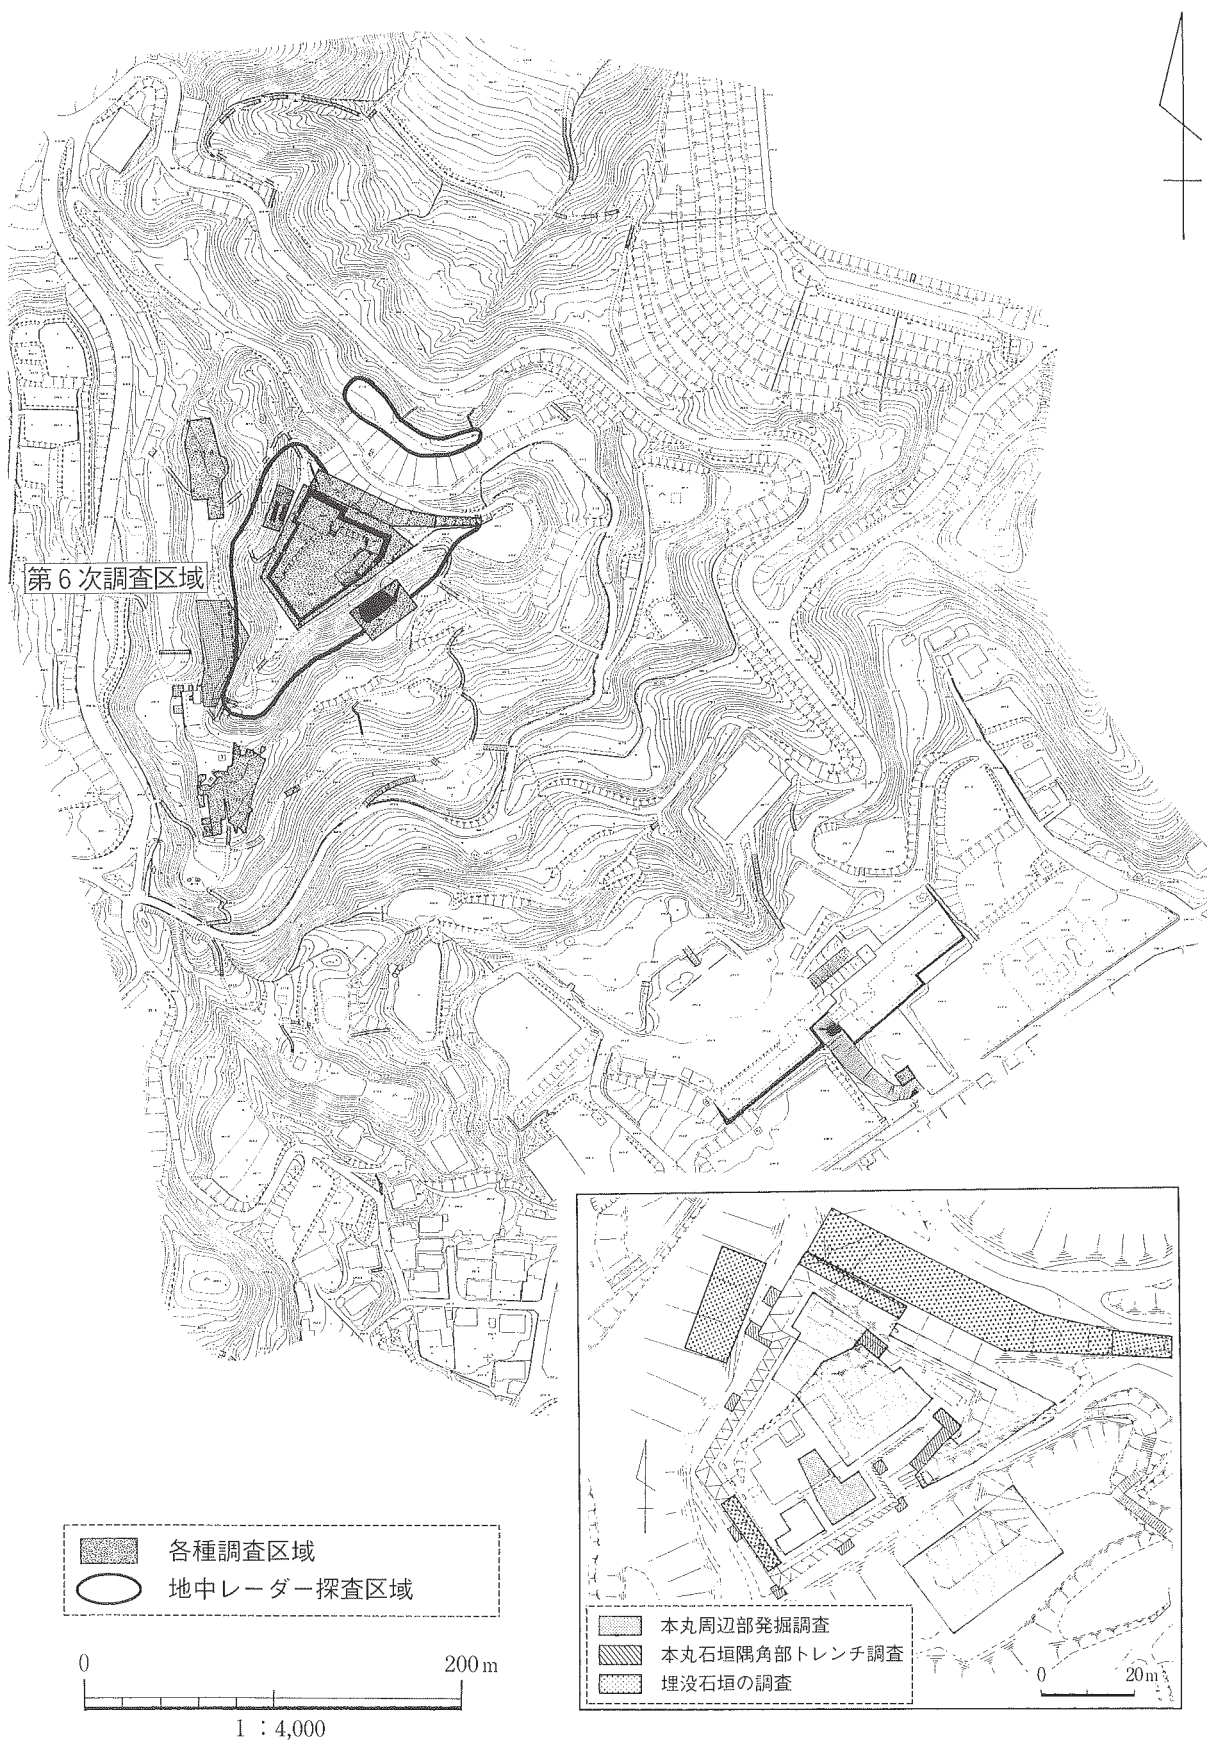 第6次調査区域
各種調査区域
地中レーダー探査区域
0 200m
1:4,000
本丸周辺部発掘調査
本丸石垣隅角部トレンチ調査
埋没石垣の調査
0 20m